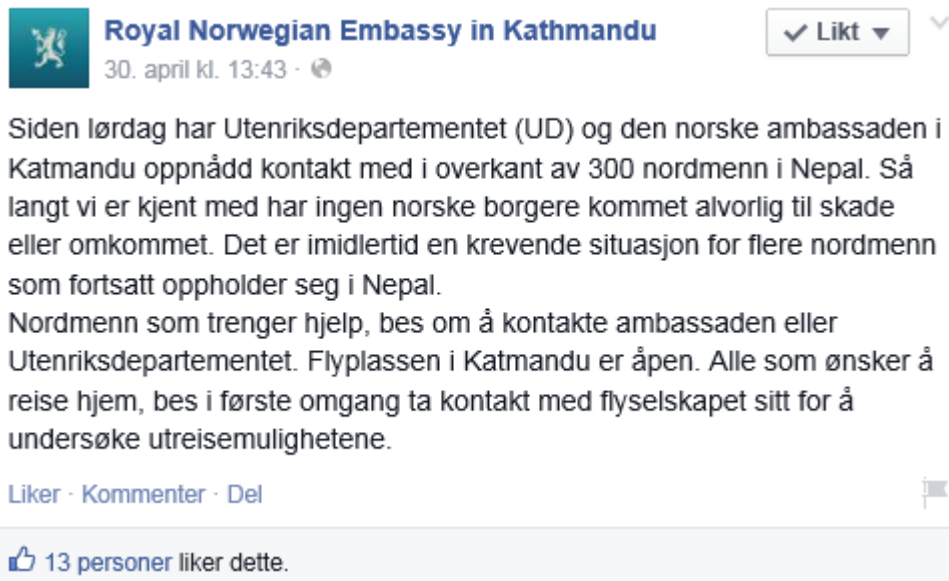 Royal Norwegian Embassy in Kathmandu
Likt
30. april kl. 13:43 ·
Siden lørdag har Utenriksdepartementet (UD) og den norske ambassaden i
Katmandu oppnådd kontakt med i overkant av 300 nordmenn i Nepal. Så
langt vi er kjent med har ingen norske borgere kommet alvorlig til skade
eller omkommet. Det er imidlertid en krevende situasjon for flere nordmenn
som fortsatt oppholder seg i Nepal.
Nordmenn som trenger hjelp, bes om å kontakte ambassaden eller
Utenriksdepartementet. Flyplassen i Katmandu er åpen. Alle som ønsker å
reise hjem, bes i første omgang ta kontakt med flyselskapet sitt for å
undersøke utreisemulighetene.
Liker · Kommenter · Del
13 personer liker dette.